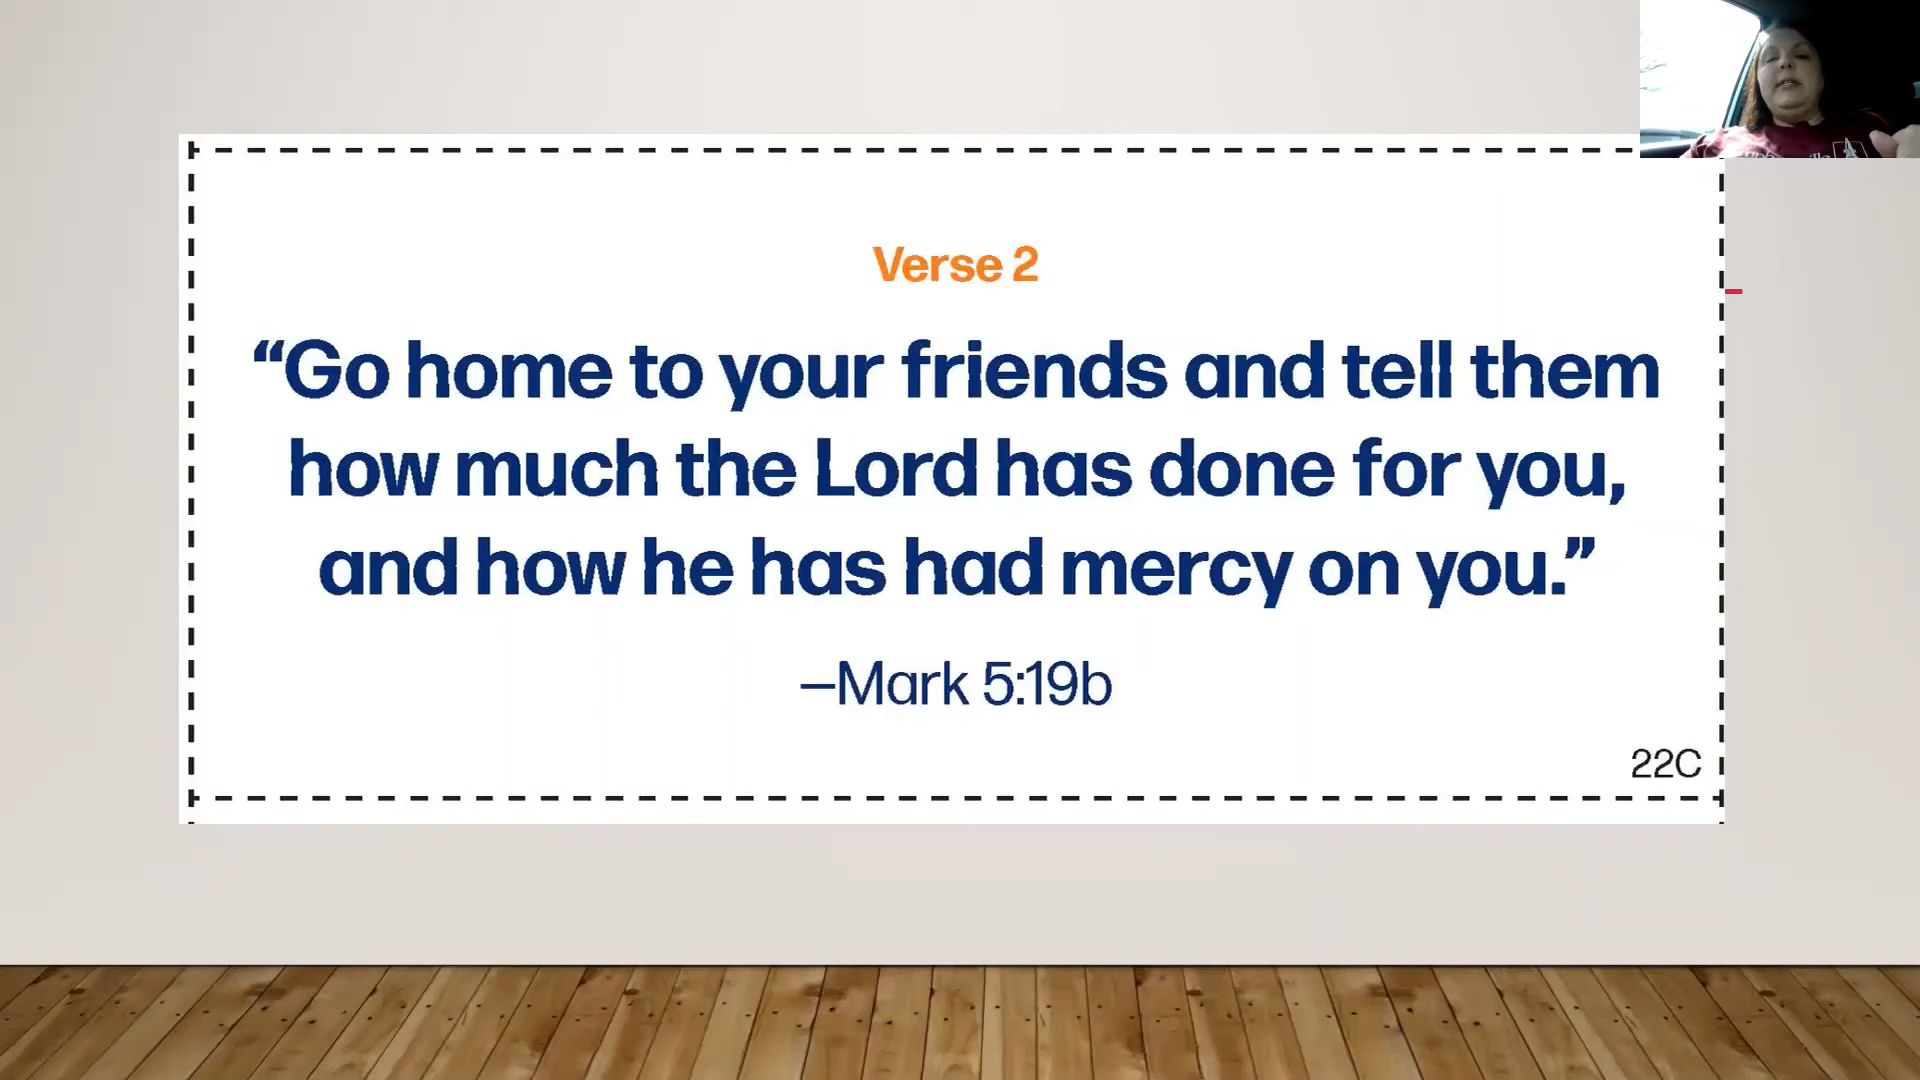 Verse 2
“Go home to your friends and tell them
how much the Lord has done for you,
and how he has had mercy on you.”
–Mark 5:19b
22C